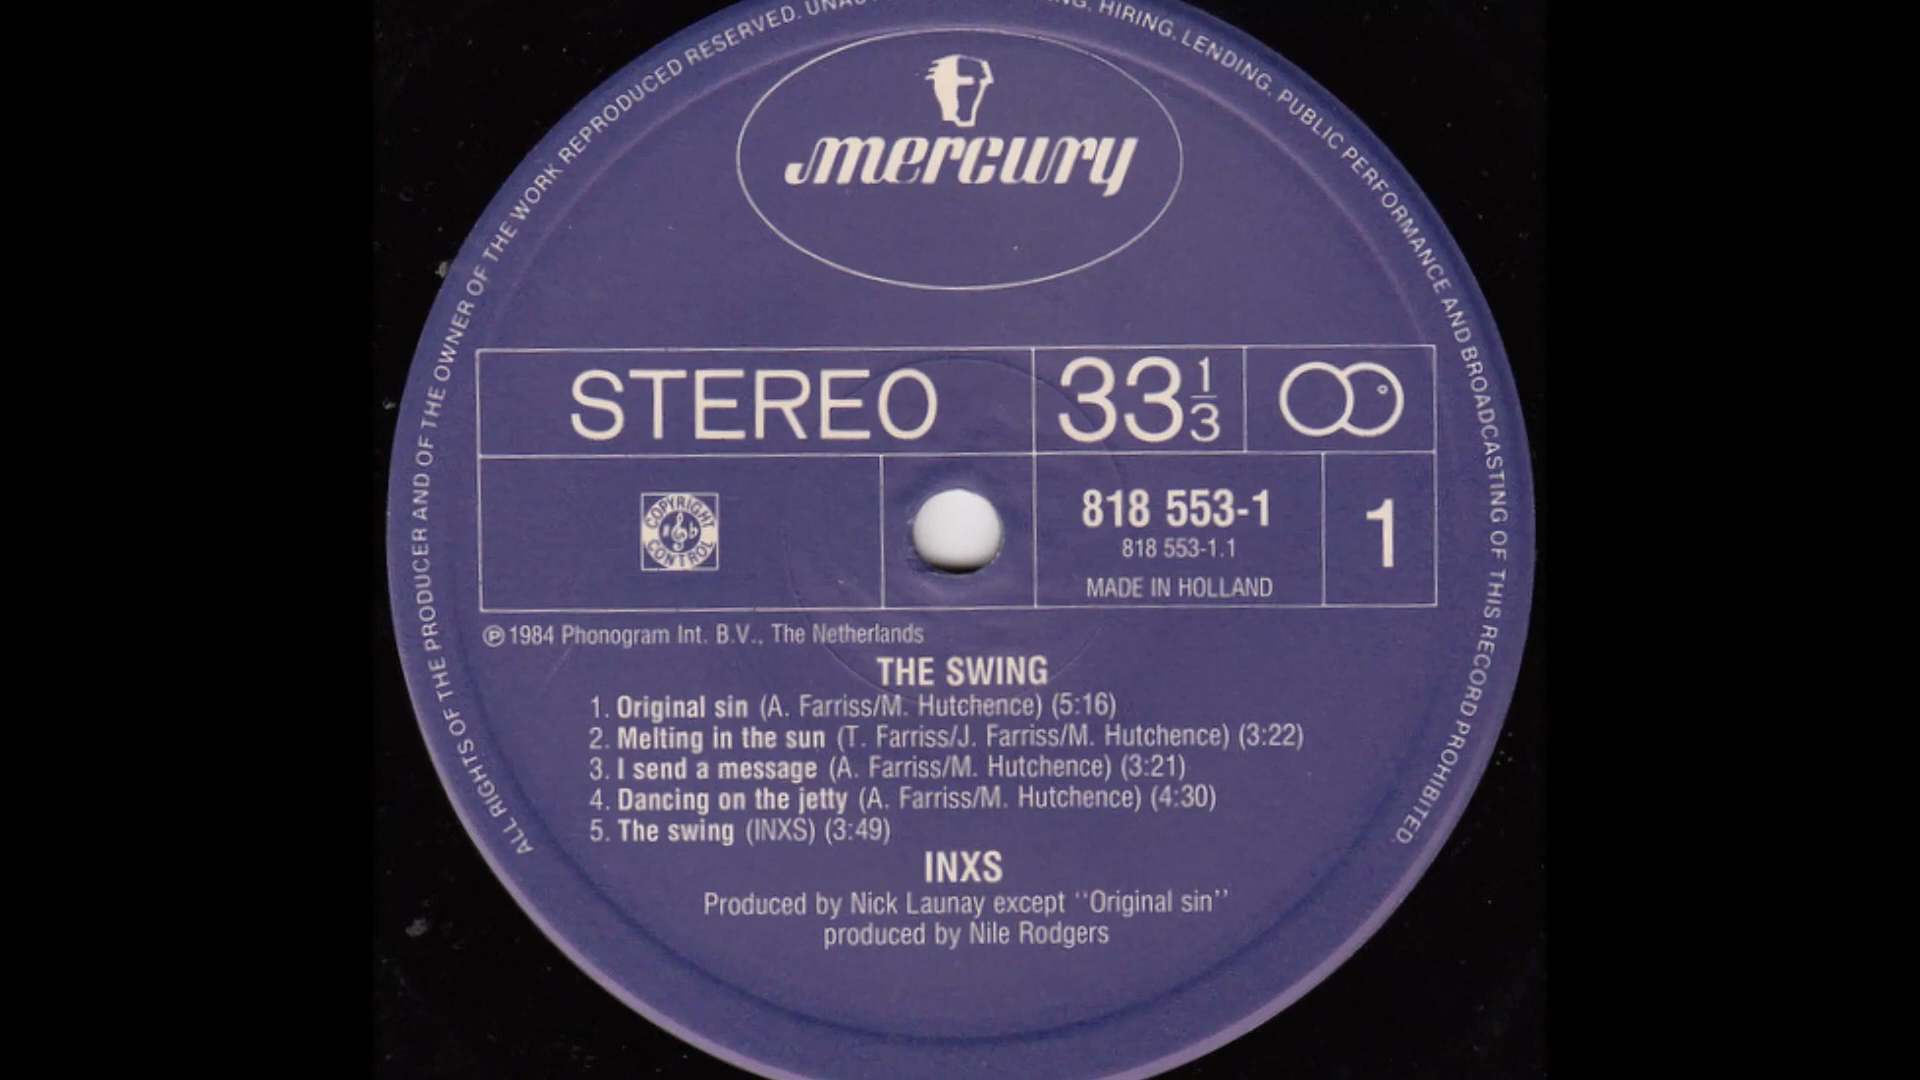 ALL RIGHTS OF THE PRODUCER AND OF THE OWNER OF THE WORK REPRODUCED RESERVED. HIRING. LENDING. PUBLIC PERFORMANCE AND BROADCASTING OF THIS RECORD PROHIBITED.
mercury
STEREO 33 1/3
COPYRIGHT CONTROL
818 553-1
818 553-1.1
MADE IN HOLLAND
1
℗ 1984 Phonogram Int. B.V., The Netherlands
THE SWING
1. Original sin (A. Farriss/M. Hutchence) (5:16)
2. Melting in the sun (T. Farriss/J. Farriss/M. Hutchence) (3:22)
3. I send a message (A. Farriss/M. Hutchence) (3:21)
4. Dancing on the jetty (A. Farriss/M. Hutchence) (4:30)
5. The swing (INXS) (3:49)
INXS
Produced by Nick Launay except "Original sin"
produced by Nile Rodgers